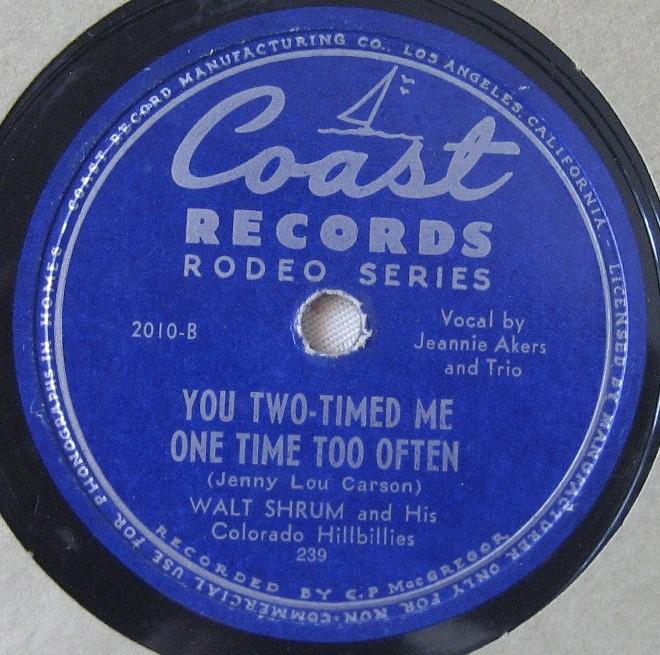 COAST RECORD MANUFACTURING CO., LOS ANGELES, CALIFORNIA - LICENSED BY MANUFACTURER ONLY FOR NON-COMMERCIAL USE FOR PHONOGRAPHS IN HOMES -
Coast
RECORDS
RODEO SERIES
2010-B
Vocal by
Jeannie Akers
and Trio
YOU TWO-TIMED ME
ONE TIME TOO OFTEN
(Jenny Lou Carson)
WALT SHRUM and His
Colorado Hillbillies
239
RECORDED BY C.P MacGREGOR